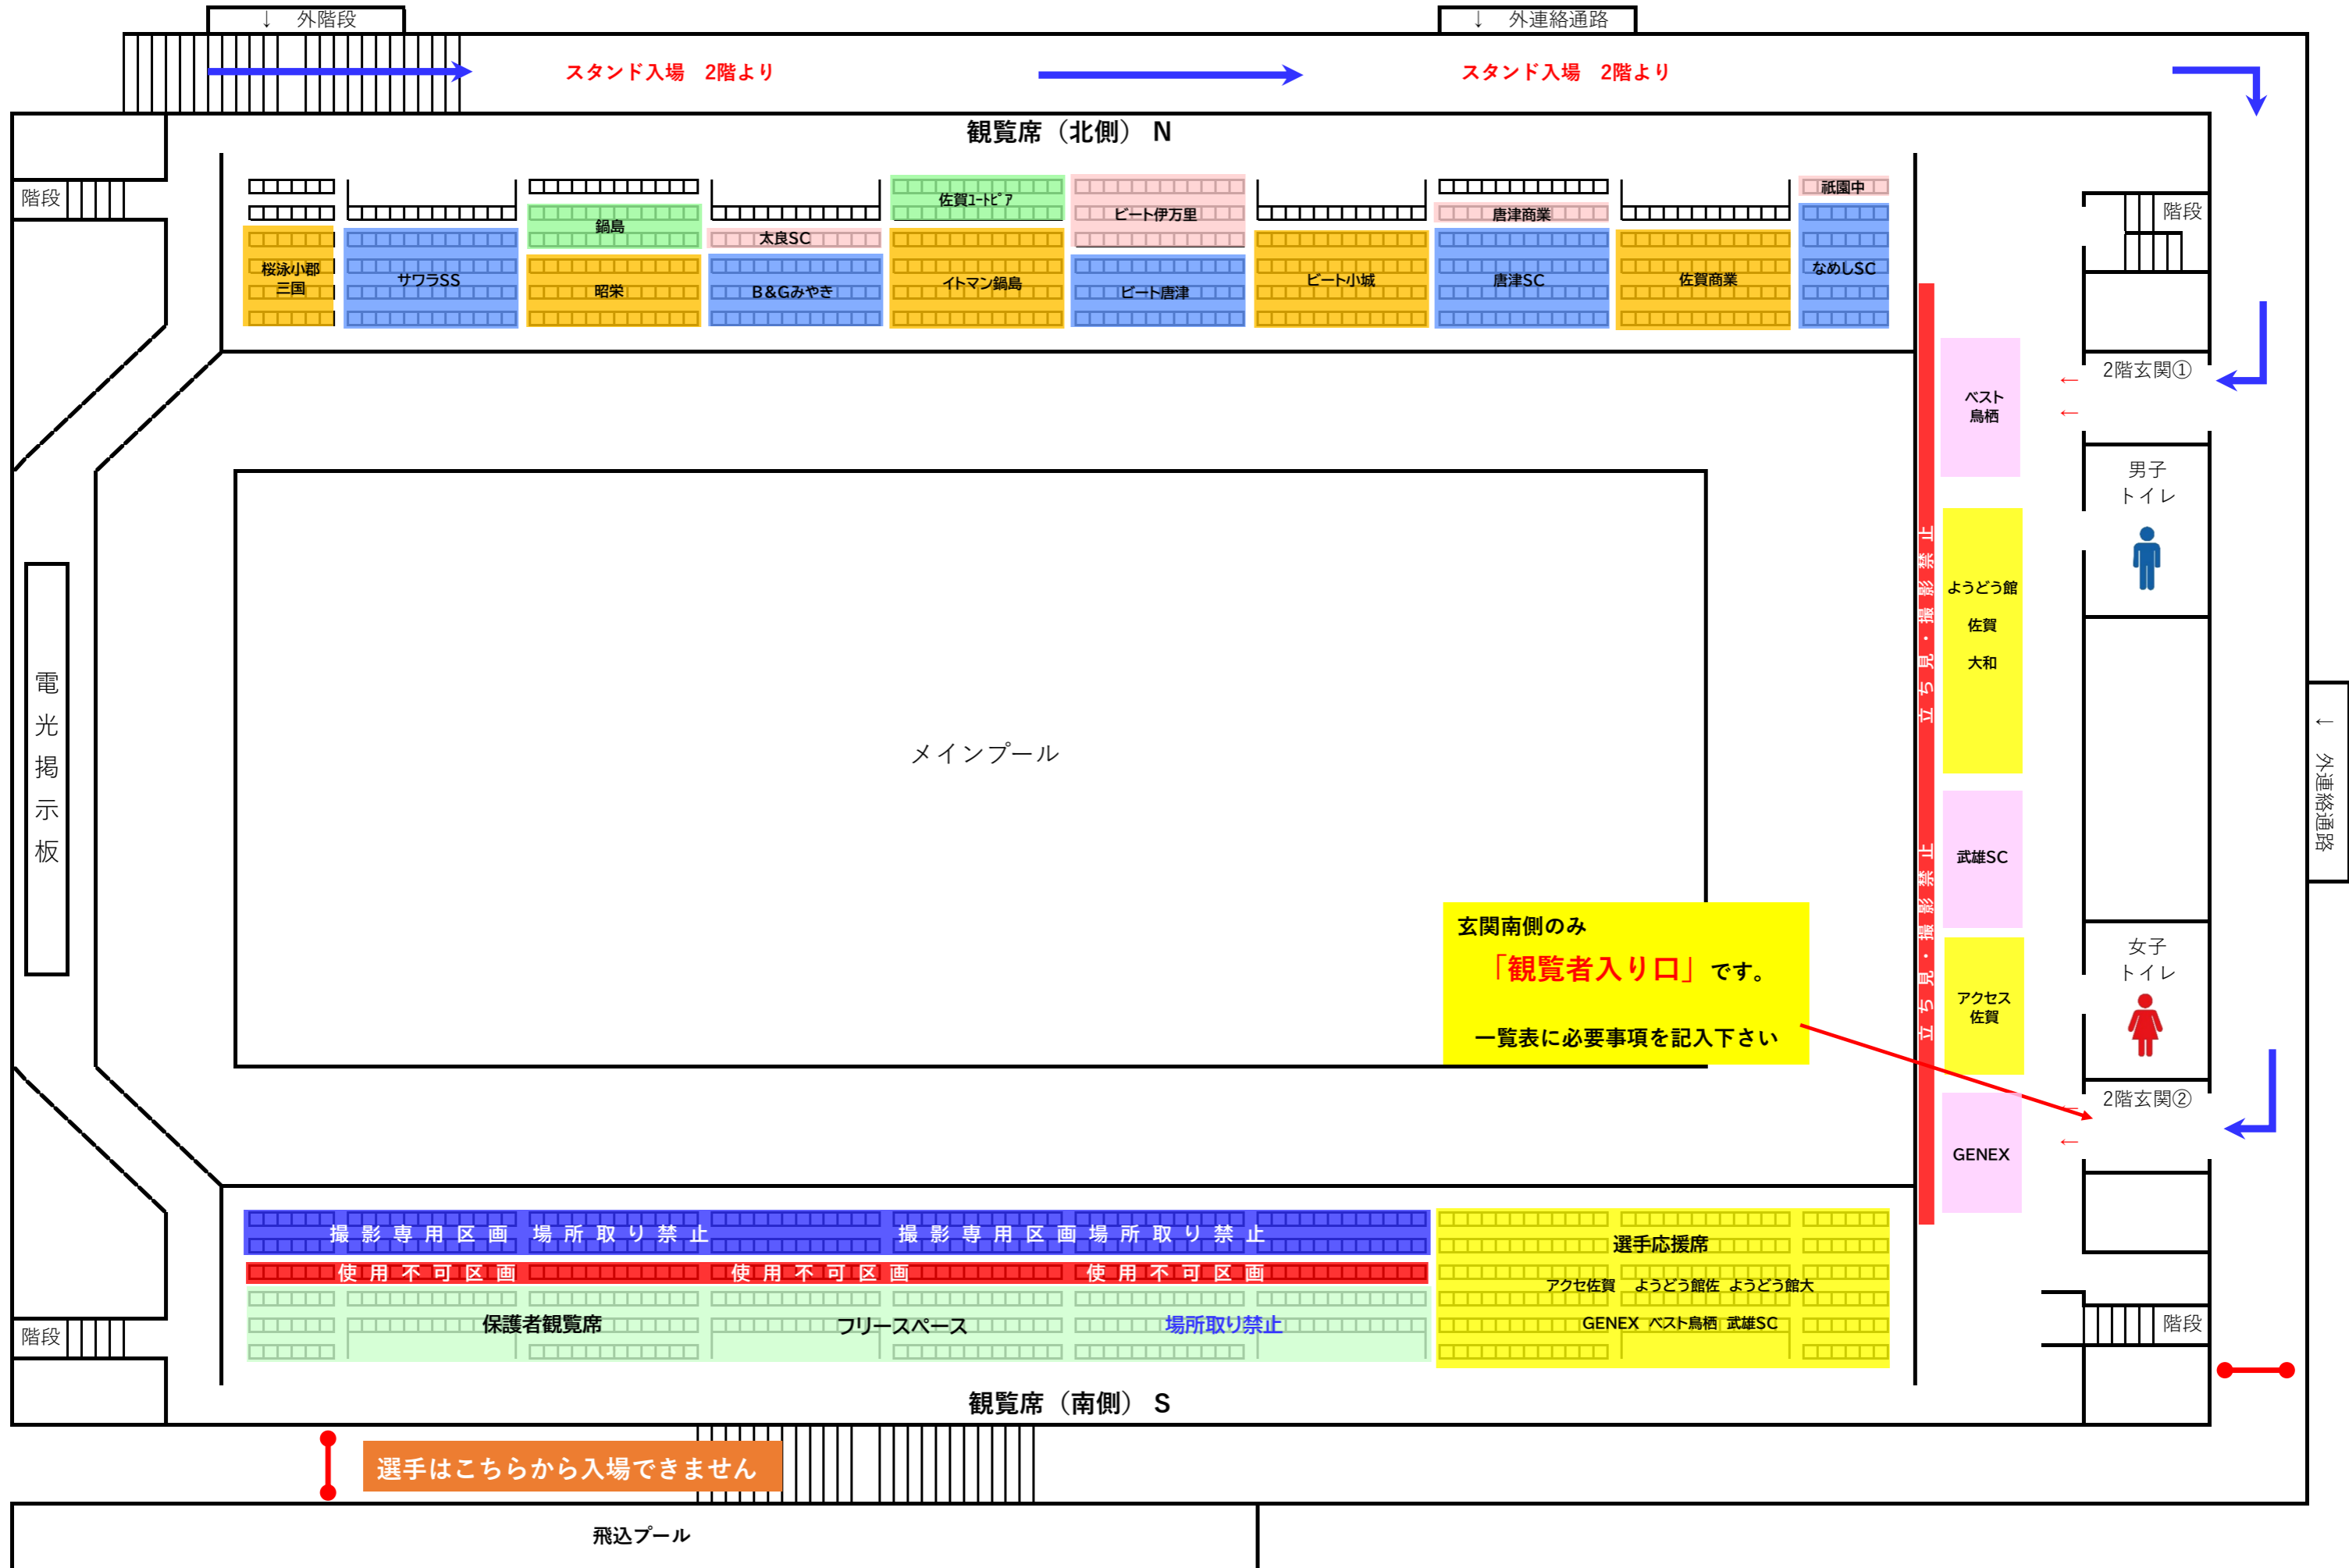 ↓　外階段
↓　外連絡通路
スタンド入場　2階より
スタンド入場　2階より
観覧席（北側） N
階段
階段
佐賀ﾕｰﾄﾋﾟｱ
祇園中
ビート伊万里
唐津商業
鍋島
太良SC
桜泳小郡
三国
サワラSS
昭栄
B&Gみやき
イトマン鍋島
ビート唐津
ビート小城
唐津SC
佐賀商業
なめしSC
2階玄関①
←
←
ベスト
鳥栖
男子
トイレ
立ち見・撮影禁止
ようどう館
佐賀
大和
電光掲示板
メインプール
← 外連絡通路
武雄SC
立ち見・撮影禁止
玄関南側のみ
「観覧者入り口」です。
一覧表に必要事項を記入下さい
女子
トイレ
アクセス
佐賀
2階玄関②
←
←
GENEX
撮影専用区画　場所取り禁止
撮影専用区画場所取り禁止
選手応援席
使用不可区画
使用不可区画
使用不可区画
アクセ佐賀　ようどう館佐 ようどう館大
保護者観覧席
フリースペース
場所取り禁止
GENEX ベスト鳥栖 武雄SC
階段
階段
観覧席（南側） S
選手はこちらから入場できません
飛込プール